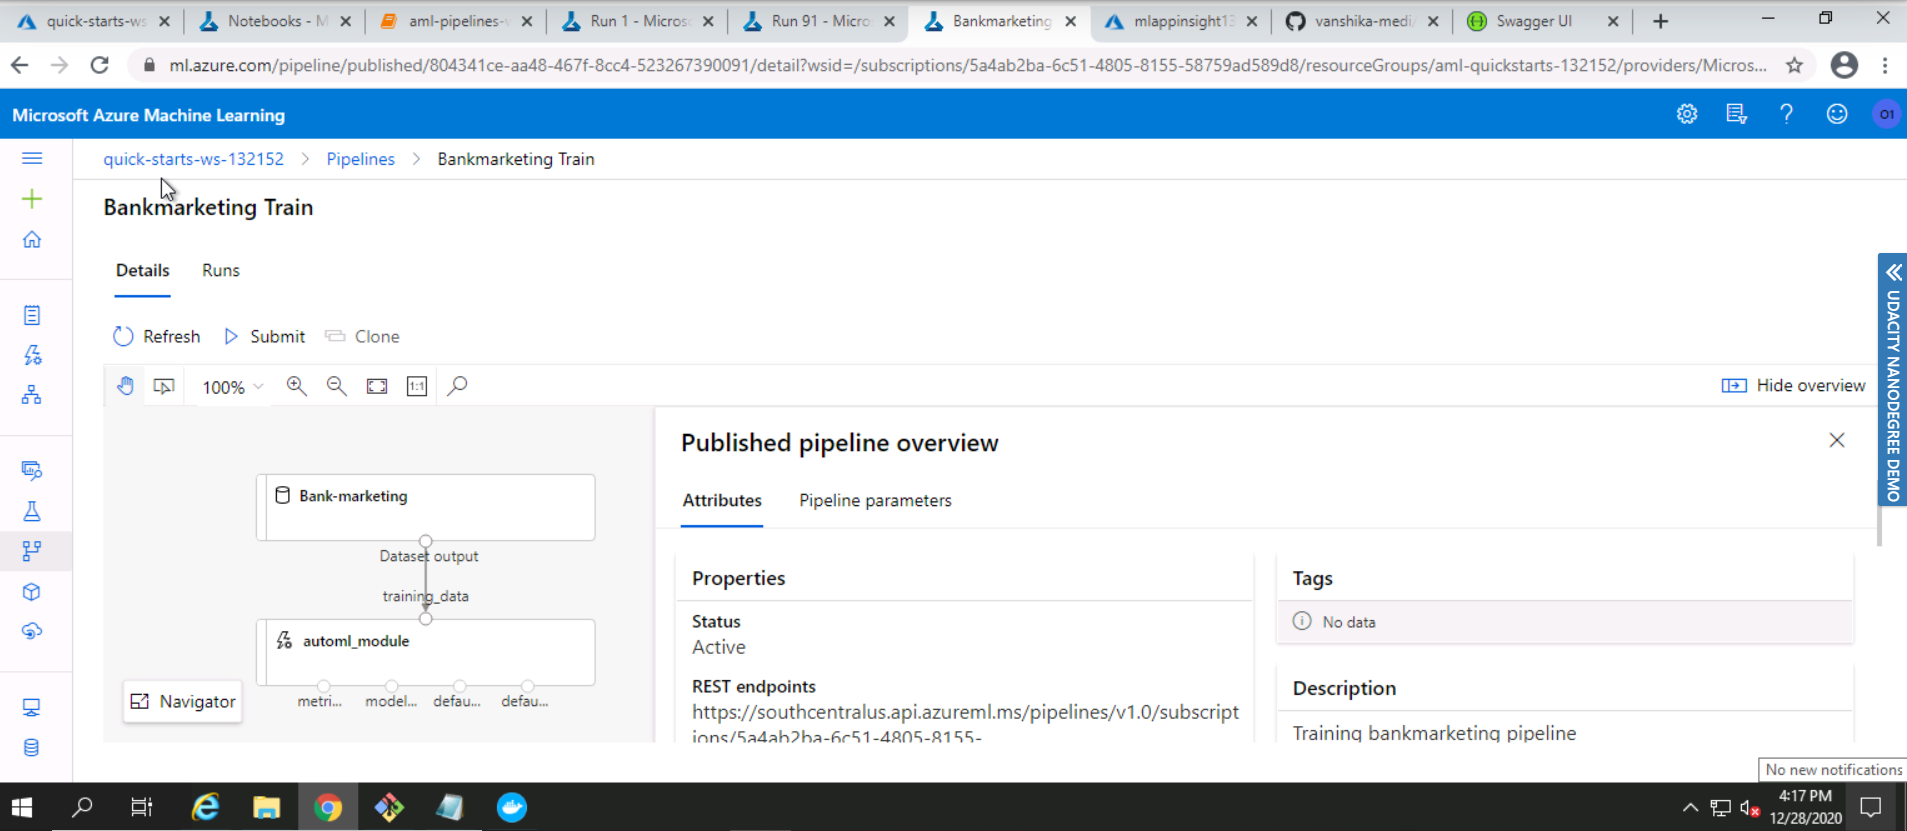 quick-starts-ws
Notebooks - M
aml-pipelines-w
Run 1 - Micros
Run 91 - Micro
Bankmarketing
mlappinsight13
vanshika-medi
Swagger UI
ml.azure.com/pipeline/published/804341ce-aa48-467f-8cc4-523267390091/detail?wsid=/subscriptions/5a4ab2ba-6c51-4805-8155-58759ad589d8/resourceGroups/aml-quickstarts-132152/providers/Micros...
Microsoft Azure Machine Learning
O1
quick-starts-ws-132152 > Pipelines > Bankmarketing Train
Bankmarketing Train
Details Runs
Refresh Submit Clone
100% 1:1 Hide overview
Bank-marketing
Dataset output
training_data
automl_module
metri... model... defau... defau...
Navigator
Published pipeline overview
Attributes Pipeline parameters
Properties
Status
Active
REST endpoints
https://southcentralus.api.azureml.ms/pipelines/v1.0/subscript
ions/5a4ab2ba-6c51-4805-8155-
Tags
No data
Description
Training bankmarketing pipeline
UDACITY NANODEGREE DEMO
No new notifications
4:17 PM
12/28/2020